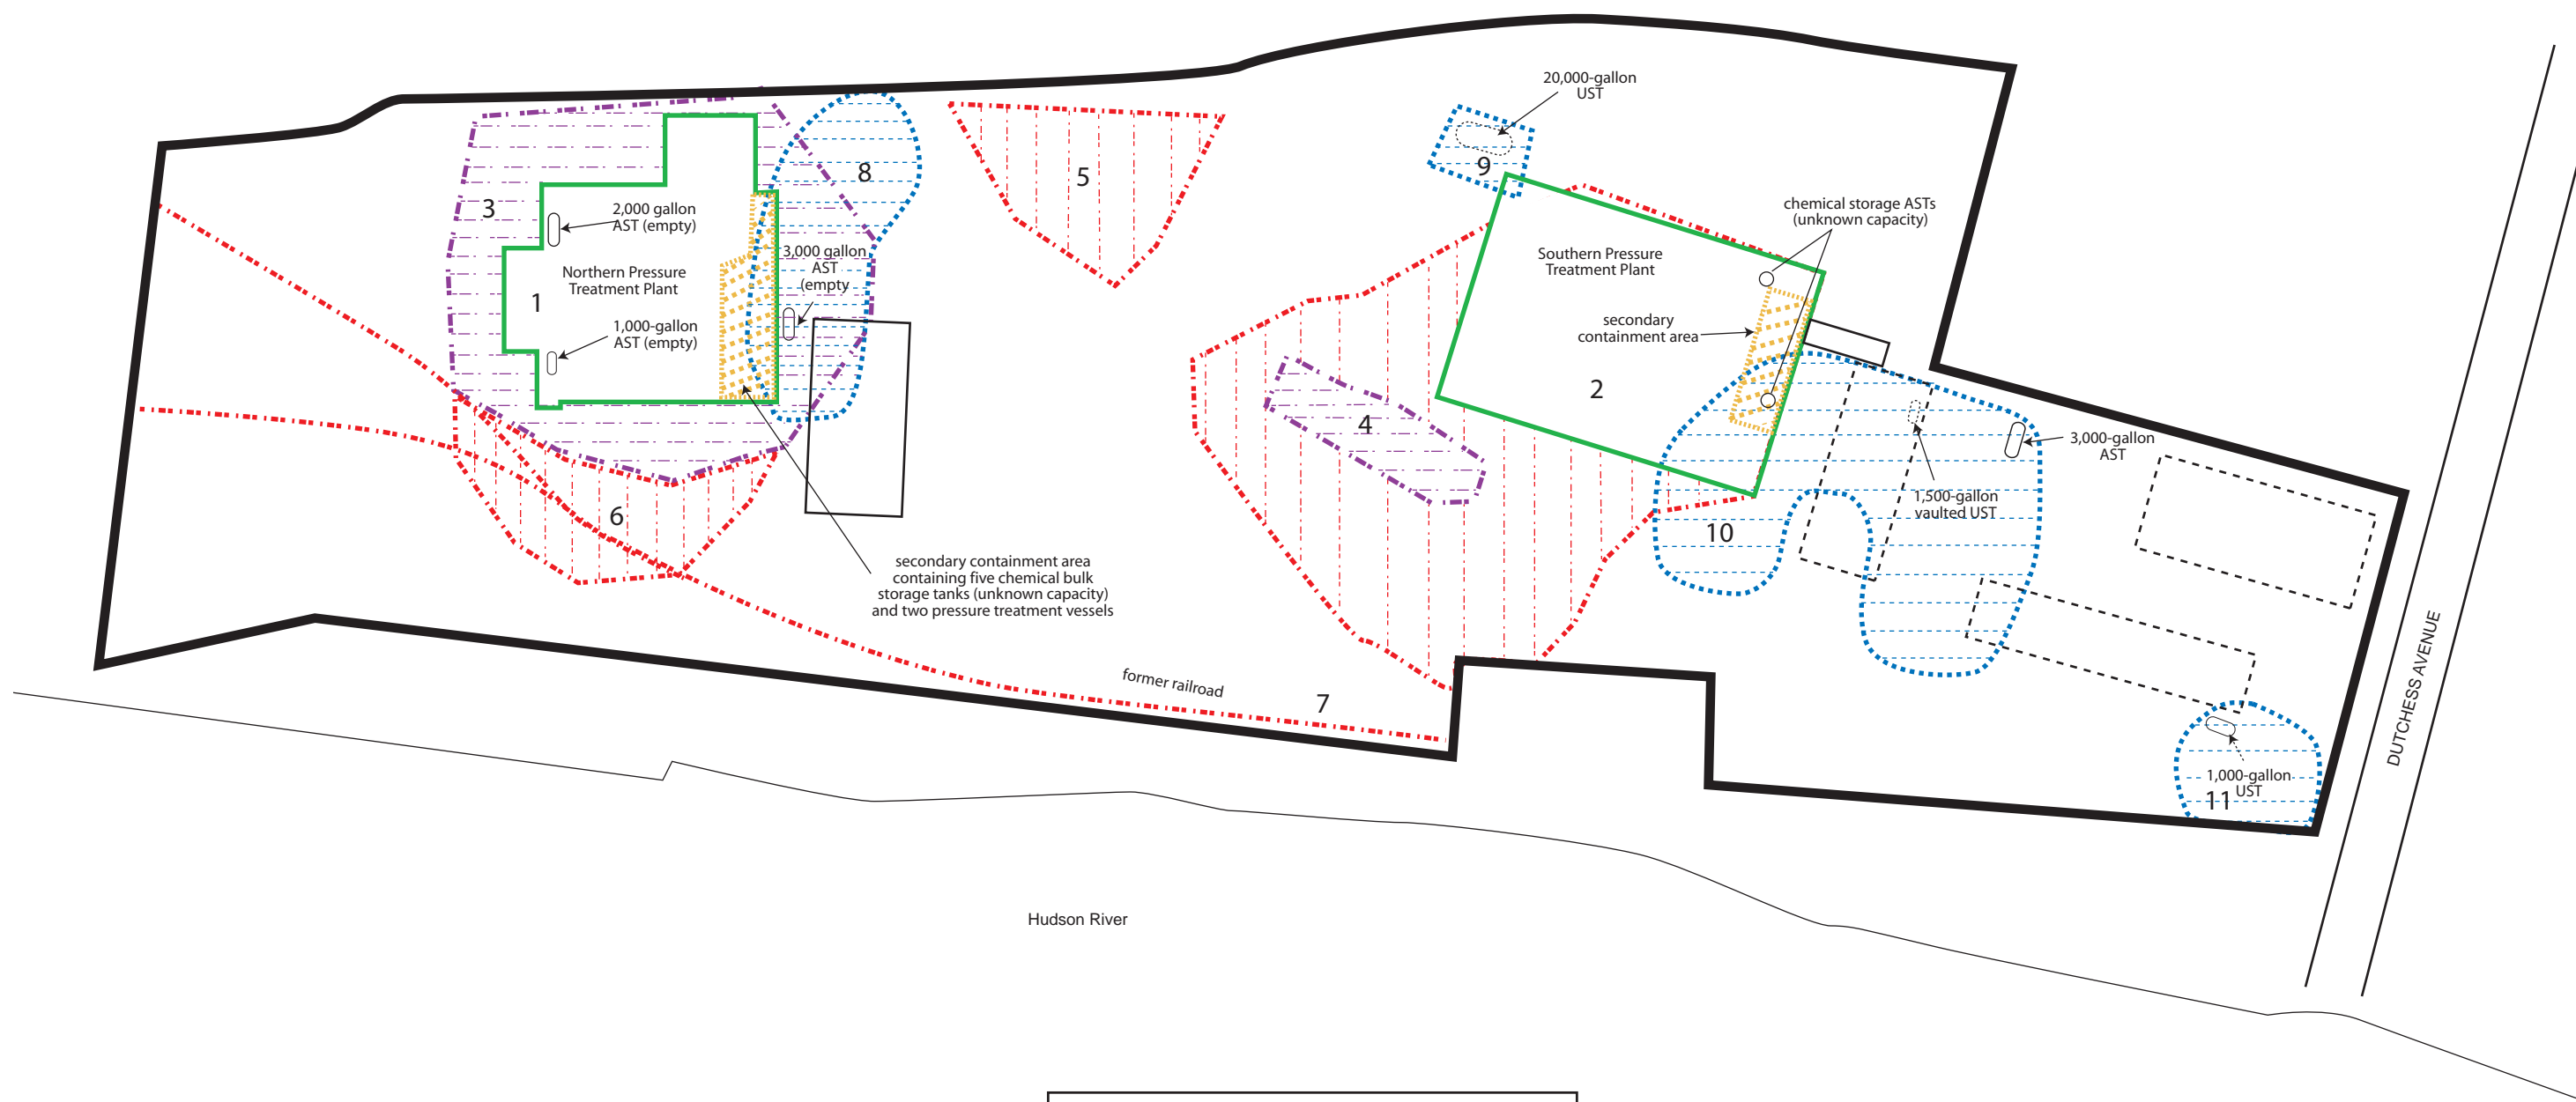 20,000-gallon
UST
8
5
9
3
2,000 gallon
AST (empty)
chemical storage ASTs
(unknown capacity)
3,000 gallon
AST
(empty
Northern Pressure
Treatment Plant
1
Southern Pressure
Treatment Plant
1,000-gallon
AST (empty)
secondary
containment area
2
4
3,000-gallon
AST
1,500-gallon
vaulted UST
6
10
secondary containment area
containing five chemical bulk
storage tanks (unknown capacity)
and two pressure treatment vessels
former railroad
7
DUTCHESS AVENUE
1,000-gallon
UST
11
Hudson River